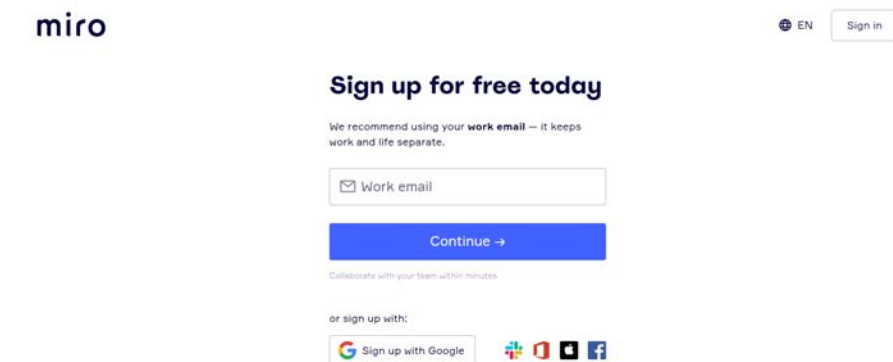 miro
EN
Sign in
Sign up for free today
We recommend using your work email — it keeps
work and life separate.
Work email
Continue →
Collaborate with your team within minutes
or sign up with:
Sign up with Google